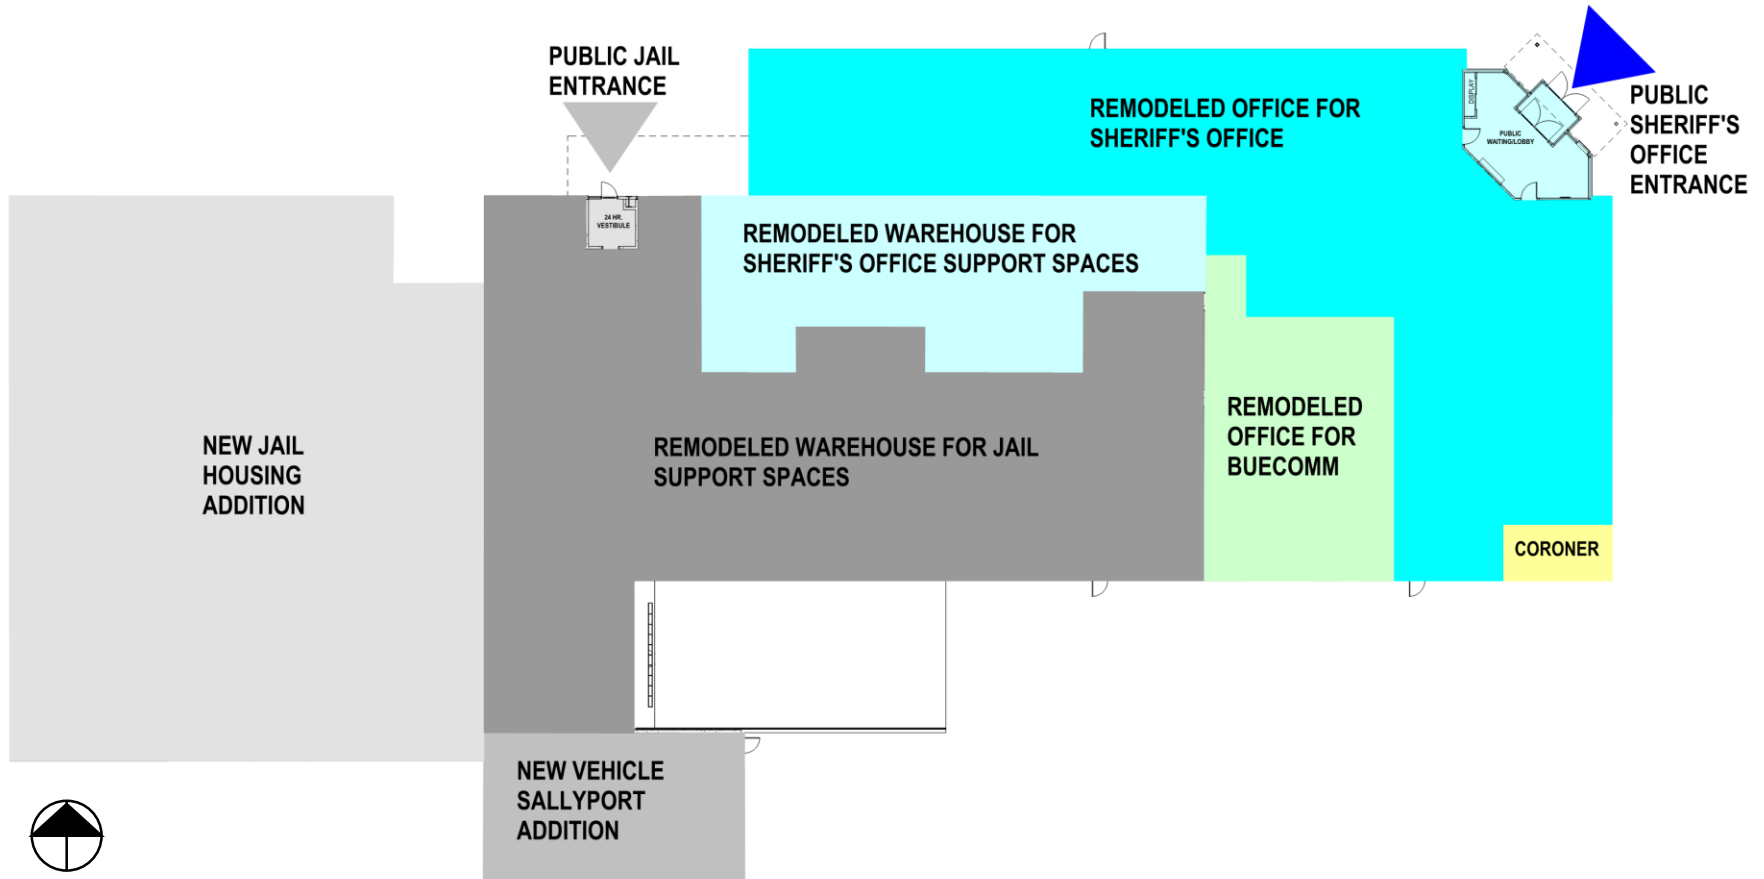 PUBLIC JAIL
ENTRANCE
REMODELED OFFICE FOR
SHERIFF'S OFFICE
DISPLAY
PUBLIC
WAITING/LOBBY
PUBLIC
SHERIFF'S
OFFICE
ENTRANCE
24 HR.
VESTIBULE
REMODELED WAREHOUSE FOR
SHERIFF'S OFFICE SUPPORT SPACES
NEW JAIL
HOUSING
ADDITION
REMODELED WAREHOUSE FOR JAIL
SUPPORT SPACES
REMODELED
OFFICE FOR
BUECOMM
CORONER
NEW VEHICLE
SALLYPORT
ADDITION